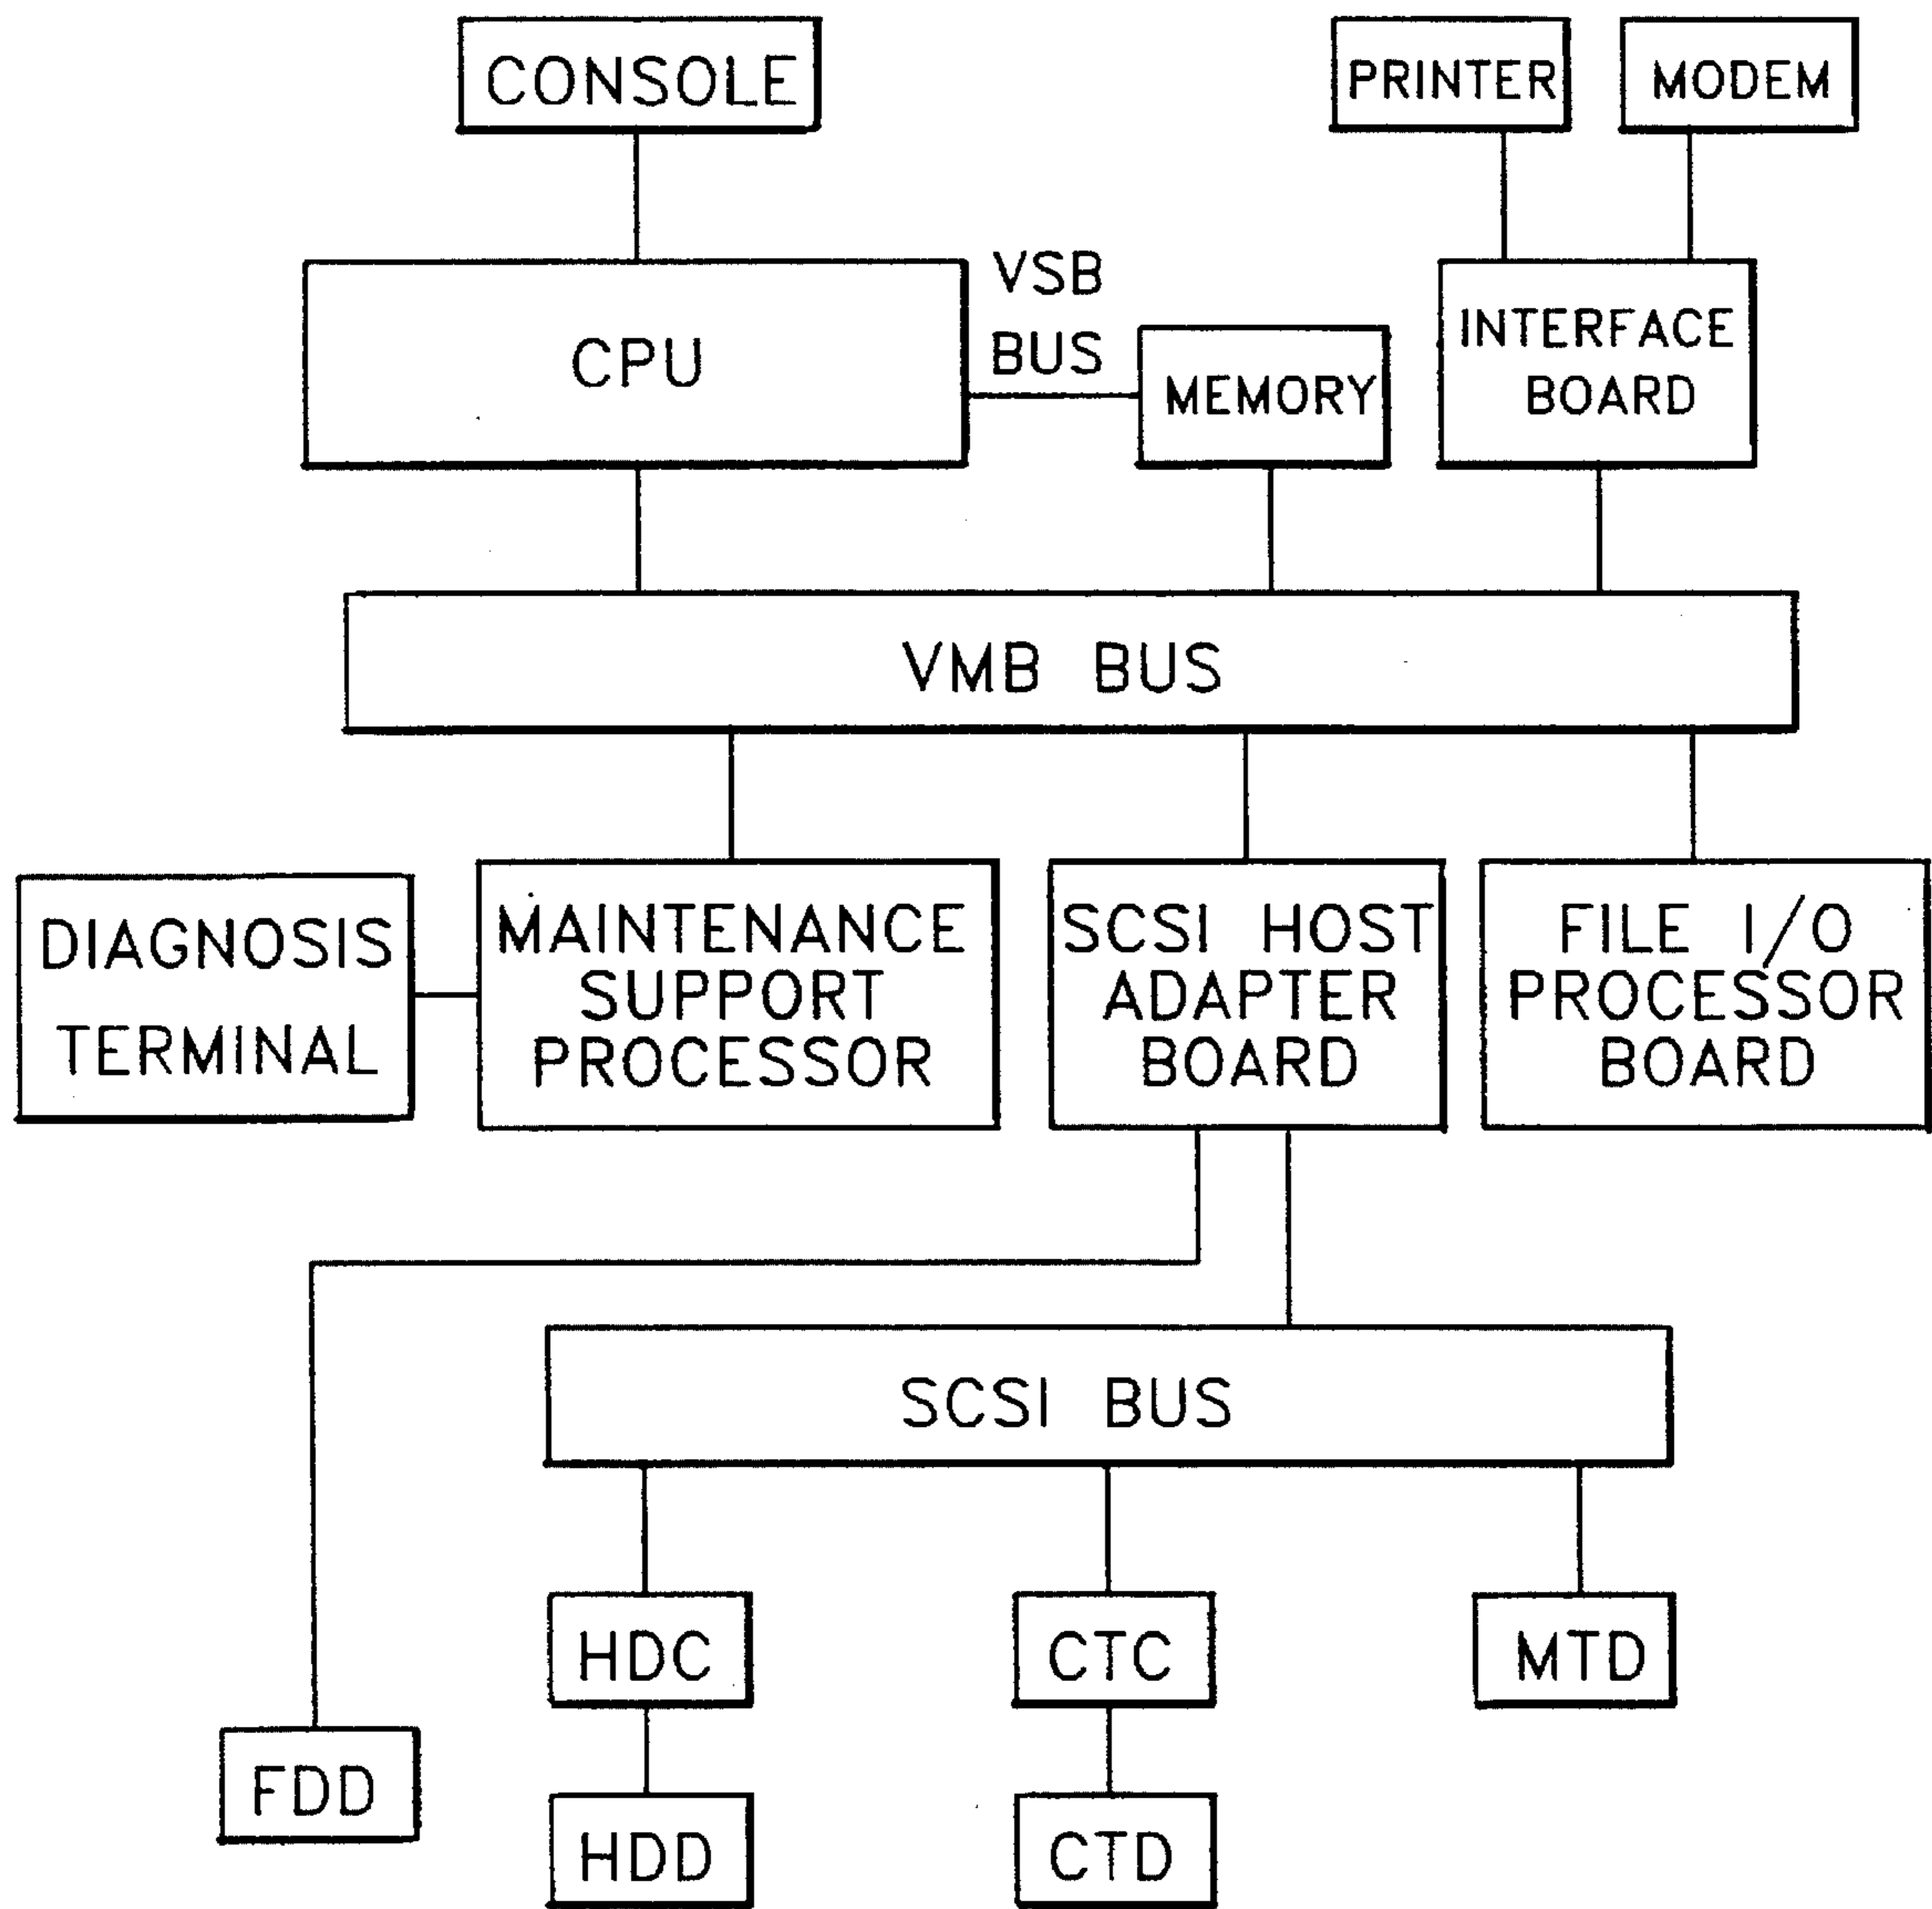 CONSOLE
PRINTER
MODEM
CPU
VSB
BUS
MEMORY
INTERFACE
BOARD
VMB BUS
DIAGNOSIS
TERMINAL
MAINTENANCE
SUPPORT
PROCESSOR
SCSI HOST
ADAPTER
BOARD
FILE I/O
PROCESSOR
BOARD
SCSI BUS
HDC
CTC
MTD
FDD
HDD
CTD